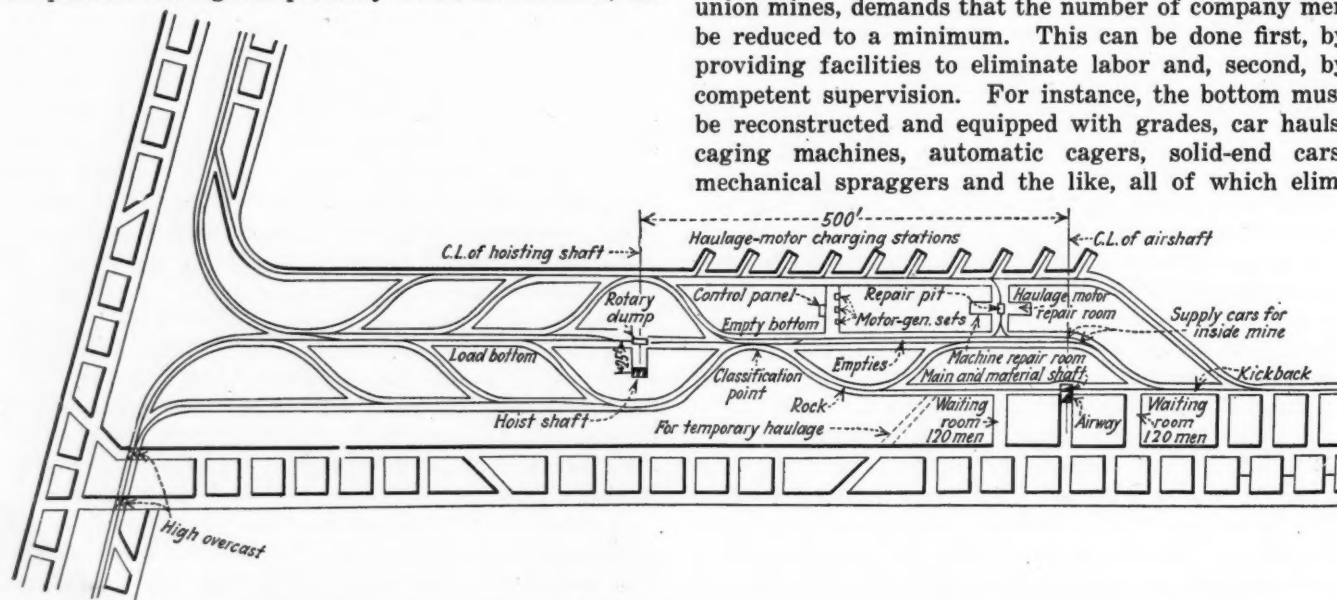 union mines, demands that the number of company men
be reduced to a minimum. This can be done first, by
providing facilities to eliminate labor and, second, by
competent supervision. For instance, the bottom must
be reconstructed and equipped with grades, car hauls
caging machines, automatic cagers, solid-end cars
mechanical spraggers and the like, all of which elim
500'
C.L. of hoisting shaft
Haulage-motor charging stations
C.L. of airshaft
Rotary
dump
Control panel
Repair pit
Haulage motor
repair room
Empty bottom
Motor-gen. sets
Supply cars for
inside mine
Load bottom
Empties
Machine repair room
Main and material shaft
Classification
point
Kickback
Rock
Hoist shaft
For temporary haulage
Waiting
room
120 men
Airway
Waiting
room
120 men
High overcast